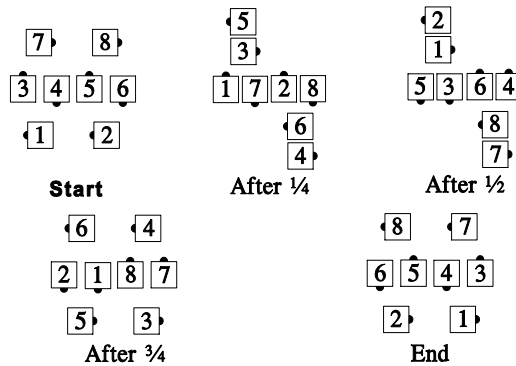 7 8
3 4 5 6
1 2
Start
5
3
1 7 2 8
6
4
After ¼
2
1
5 3 6 4
8
7
After ½
6 4
2 1 8 7
5 3
After ¾
8 7
6 5 4 3
2 1
End